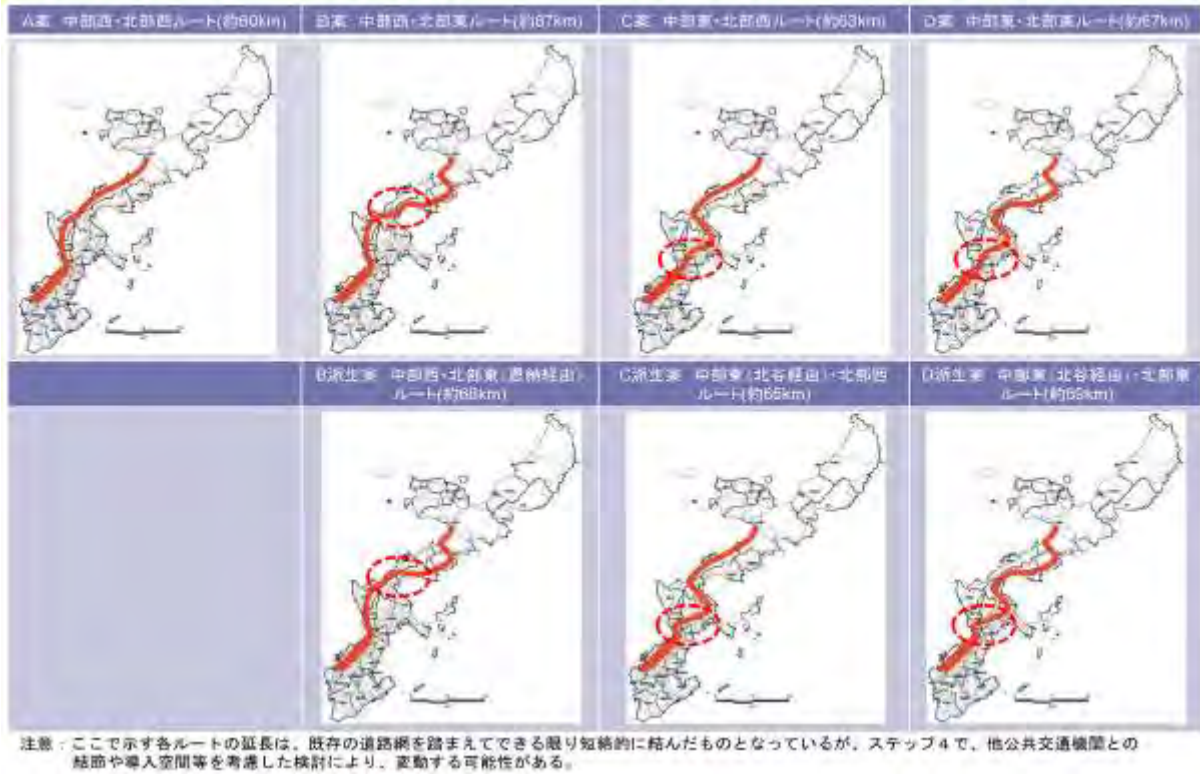 A案 中部西・北部西ルート(約60km)
B案 中部西・北部東ルート(約67km)
C案 中部東・北部西ルート(約63km)
D案 中部東・北部東ルート(約67km)
B派生案 中部西・北部東(恩納経由)
ルート(約68km)
C派生案 中部東(北谷経由)・北部西
ルート(約65km)
D派生案 中部東(北谷経由)・北部東
ルート(約69km)
注意：ここで示す各ルートの延長は、既存の道路網を踏まえてできる限り短絡的に結んだものとなっているが、ステップ４で、他公共交通機関との
結節や導入空間等を考慮した検討により、変動する可能性がある。